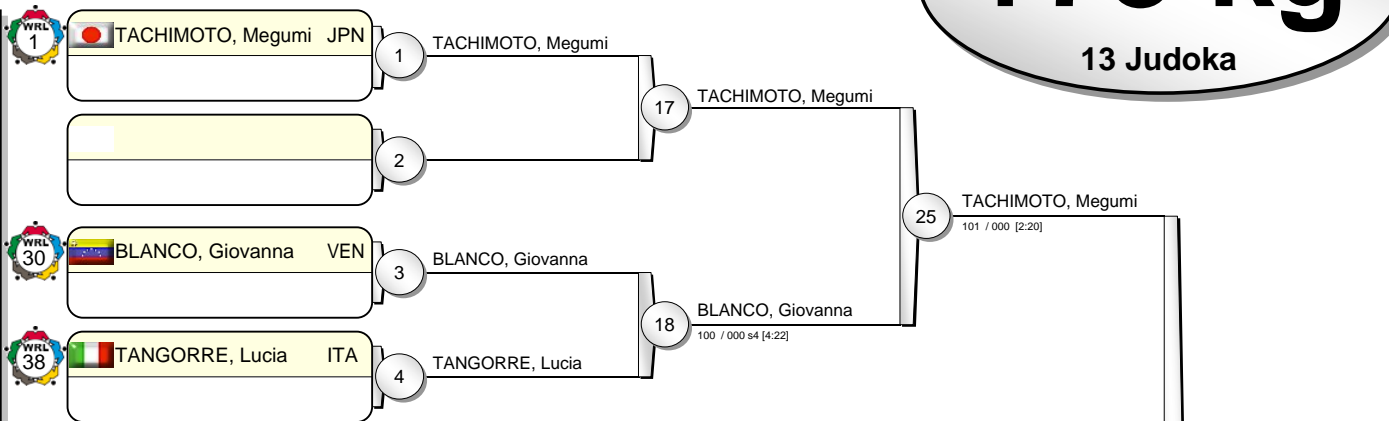 WRL
1
TACHIMOTO, Megumi JPN
1
TACHIMOTO, Megumi
13 Judoka
17
TACHIMOTO, Megumi
2
25
TACHIMOTO, Megumi
101 / 000 [2:20]
WRL
30
BLANCO, Giovanna VEN
3
BLANCO, Giovanna
18
BLANCO, Giovanna
100 / 000 s4 [4:22]
WRL
38
TANGORRE, Lucia ITA
4
TANGORRE, Lucia